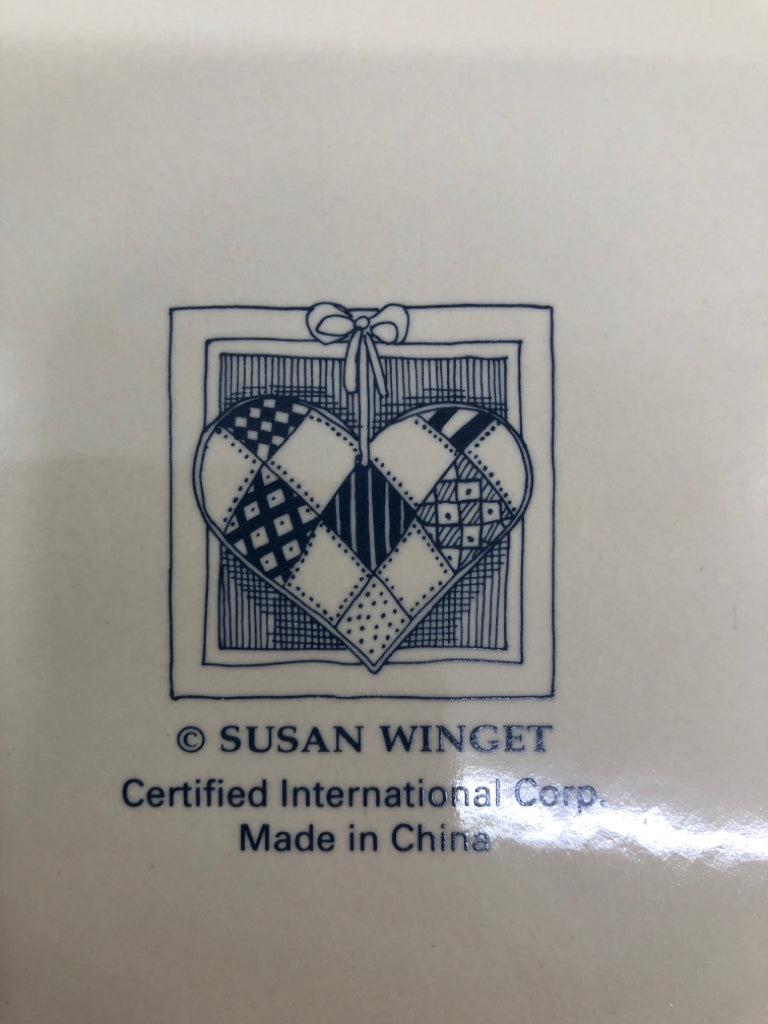 © SUSAN WINGET
Certified International Corp.
Made in China